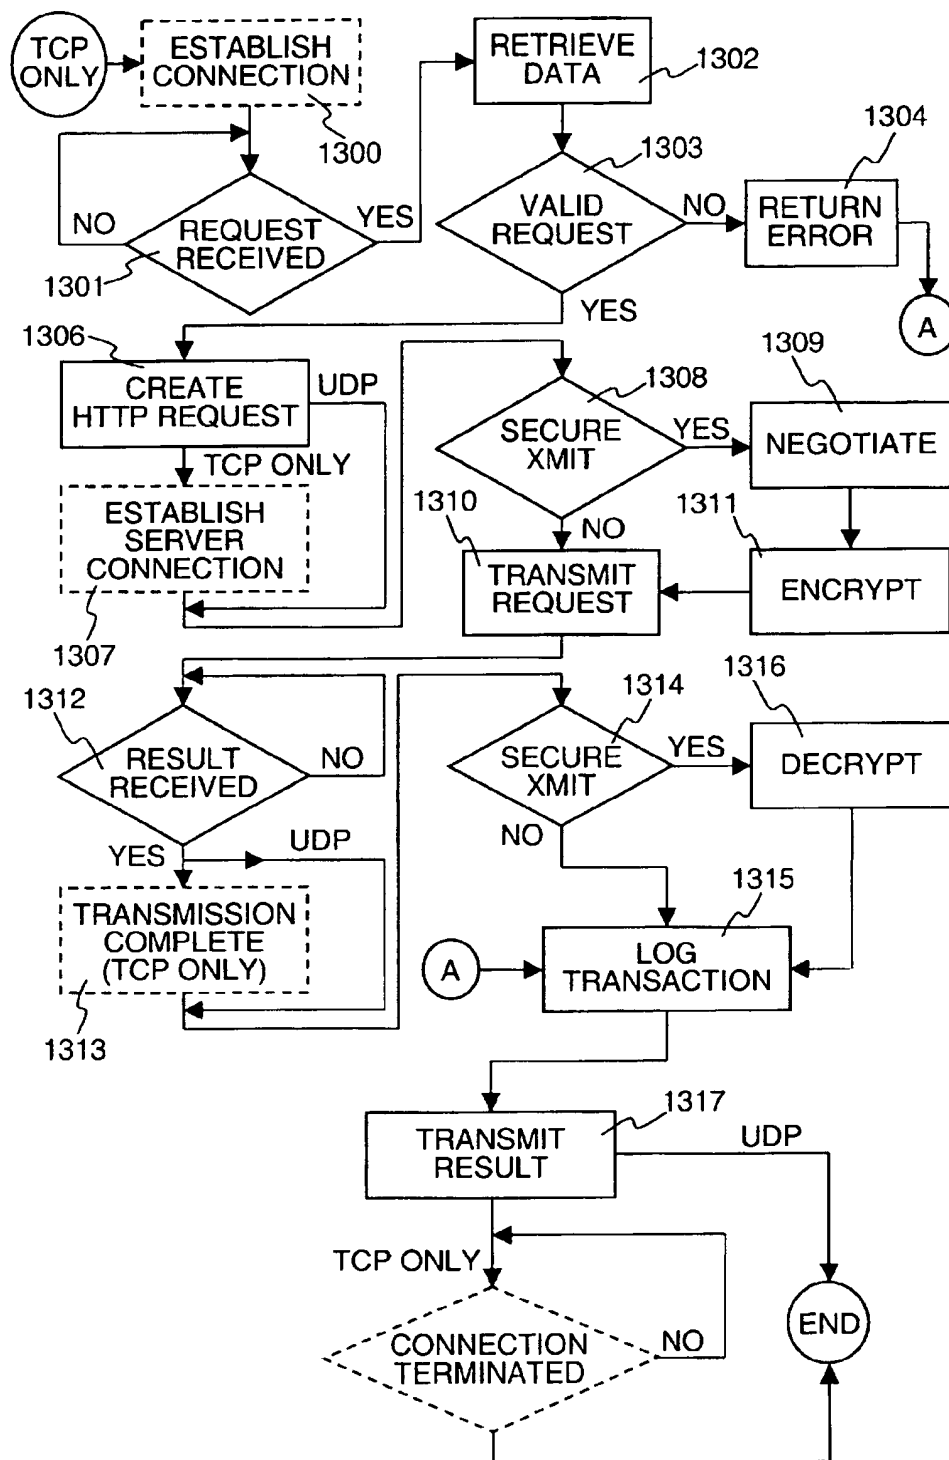 TCP
ONLY
ESTABLISH
CONNECTION
1300
RETRIEVE
DATA
1302
REQUEST
RECEIVED
NO
YES
1301
VALID
REQUEST
1303
NO
YES
RETURN
ERROR
1304
A
1306
CREATE
HTTP REQUEST
UDP
TCP ONLY
ESTABLISH
SERVER
CONNECTION
1307
SECURE
XMIT
1308
YES
NO
NEGOTIATE
1309
1310
TRANSMIT
REQUEST
1311
ENCRYPT
1312
RESULT
RECEIVED
NO
YES
UDP
TRANSMISSION
COMPLETE
(TCP ONLY)
1313
SECURE
XMIT
1314
YES
NO
1316
DECRYPT
A
LOG
TRANSACTION
1315
TRANSMIT
RESULT
1317
UDP
TCP ONLY
CONNECTION
TERMINATED
NO
END